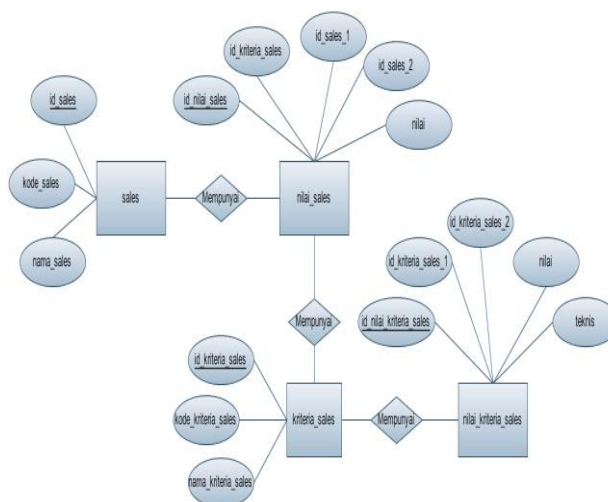 id_sales_1
id_kriteria_sales
id_sales_2
id_nilai_sales
id_sales
nilai
kode_sales
sales
Mempunyai
nilai_sales
id_kriteria_sales_2
nama_sales
id_kriteria_sales_1
nilai
Mempunyai
id_nilai_kriteria_sales
teknis
id_kriteria_sales
kode_kriteria_sales
kriteria_sales
Mempunyai
nilai_kriteria_sales
nama_kriteria_sales